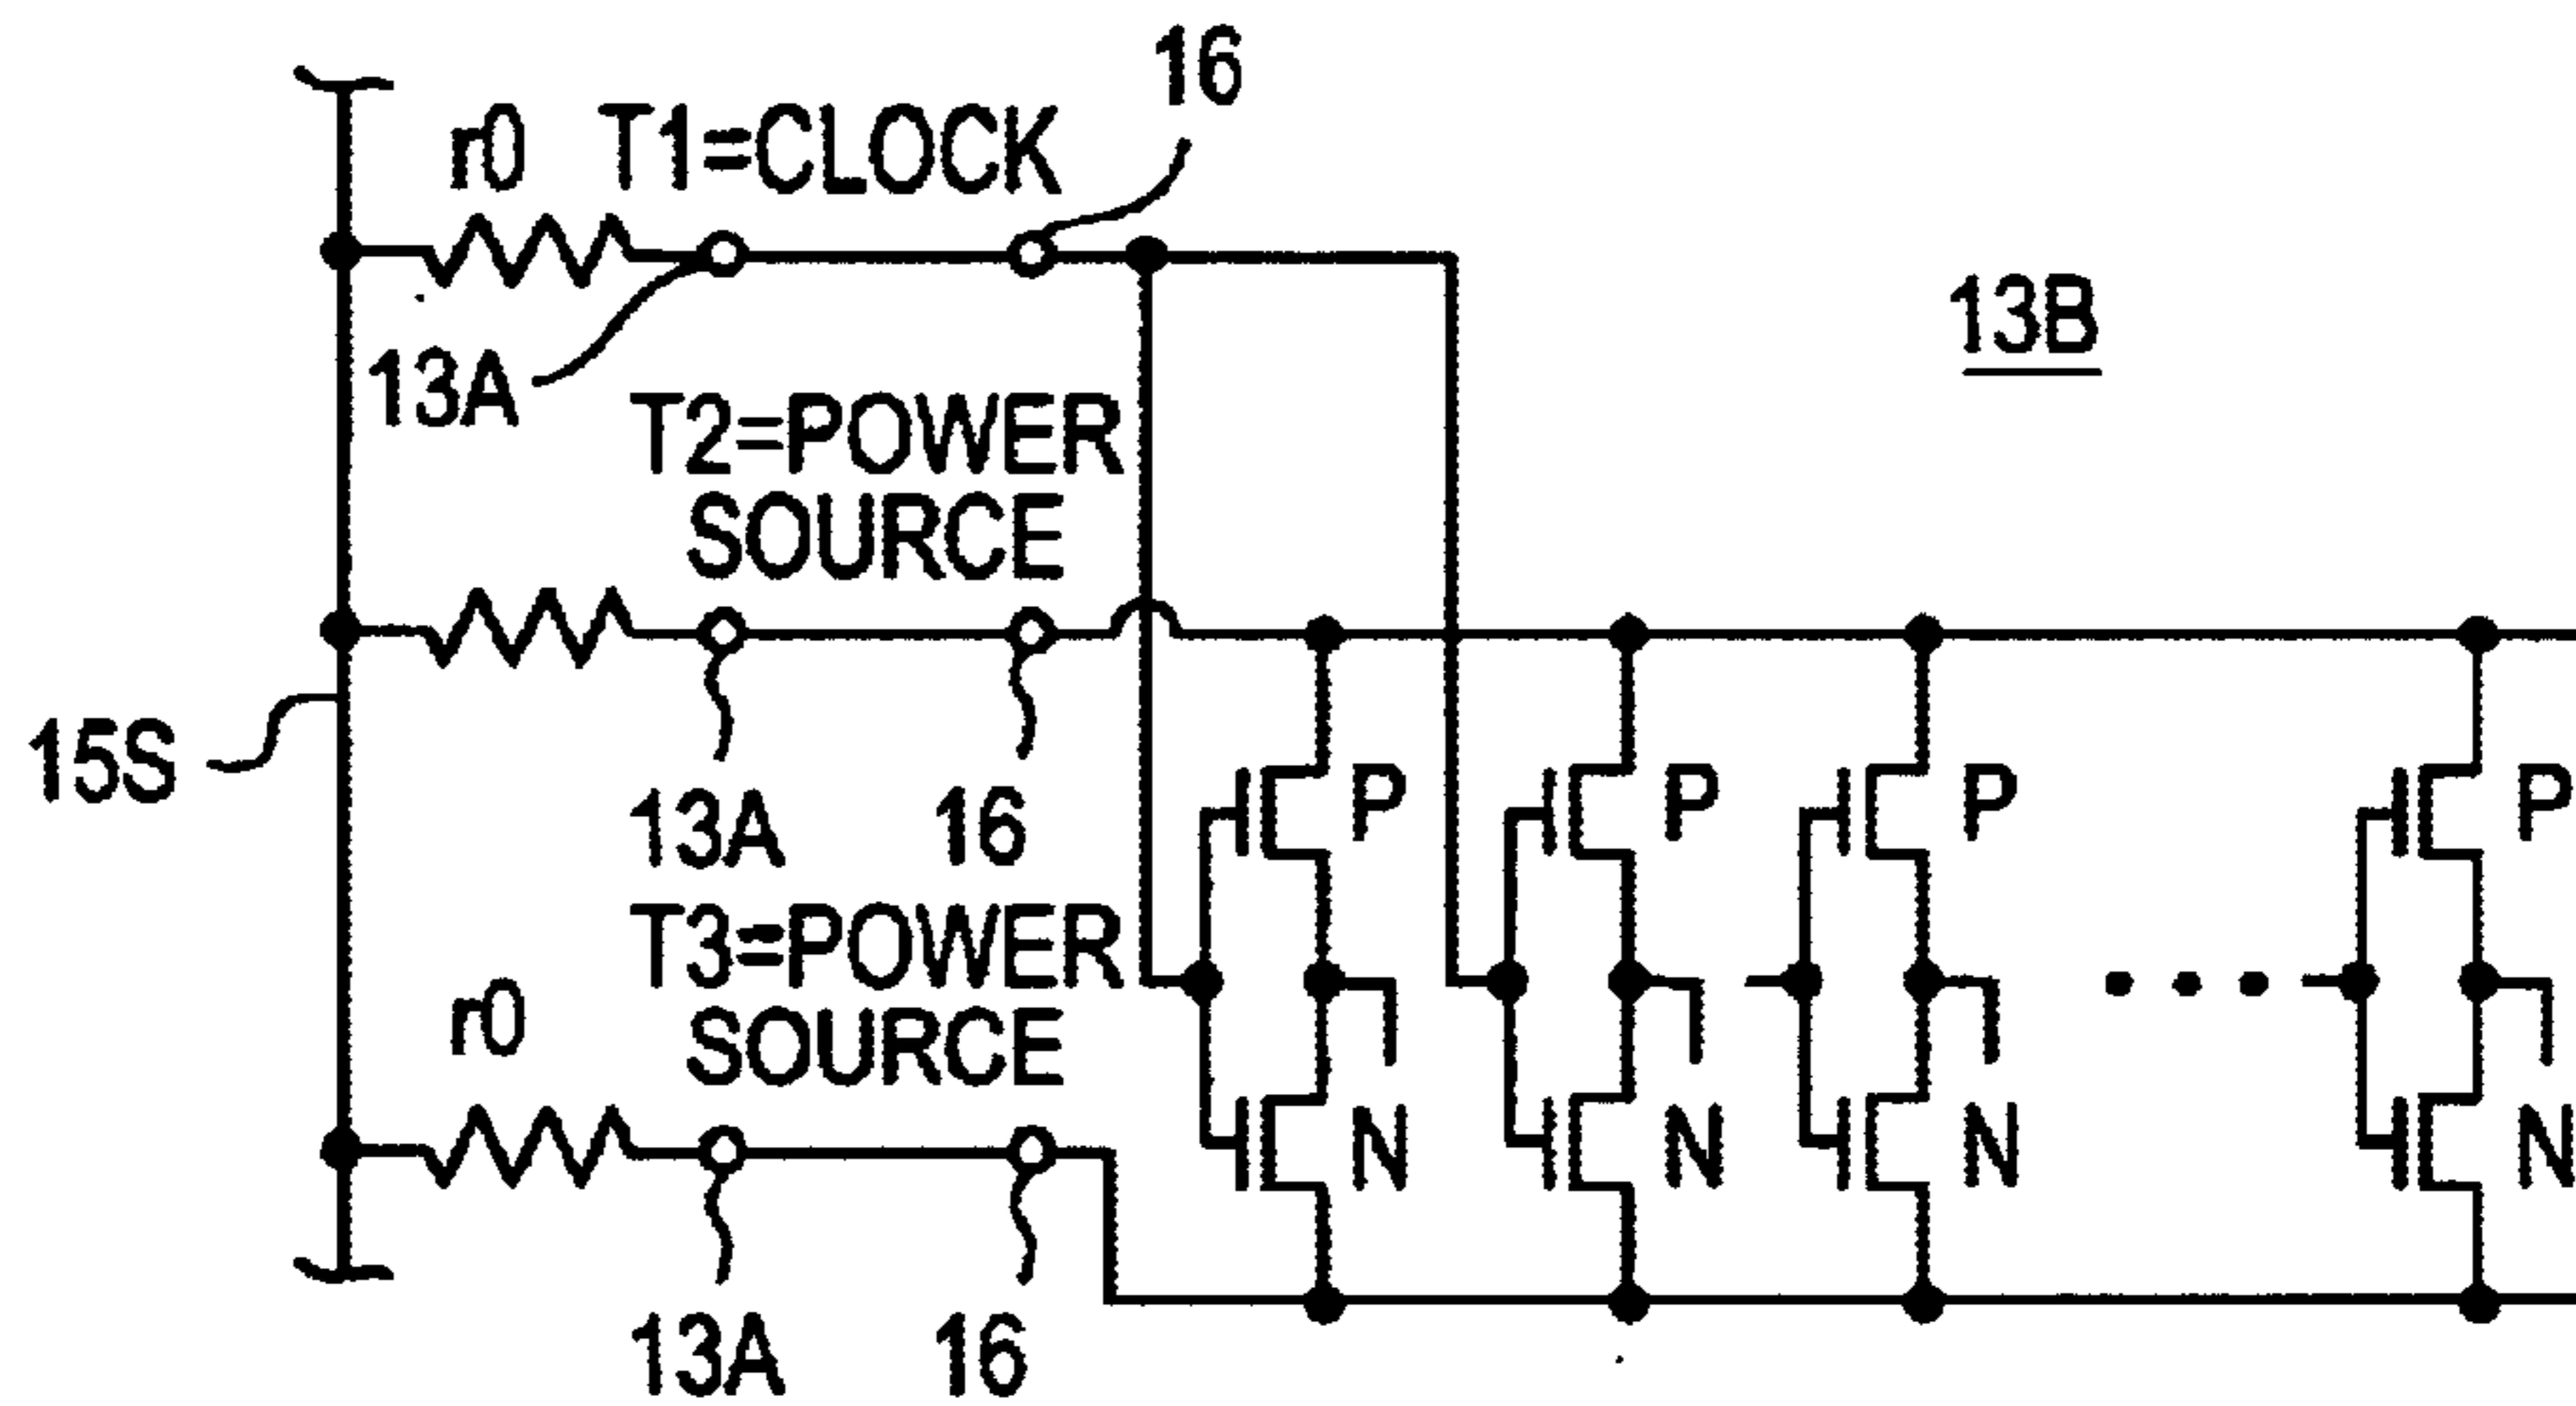 16
r0 T1=CLOCK
13B
13A
T2=POWER
SOURCE
15S
P P P P
13A 16
T3=POWER
SOURCE
r0
N N N N
13A 16